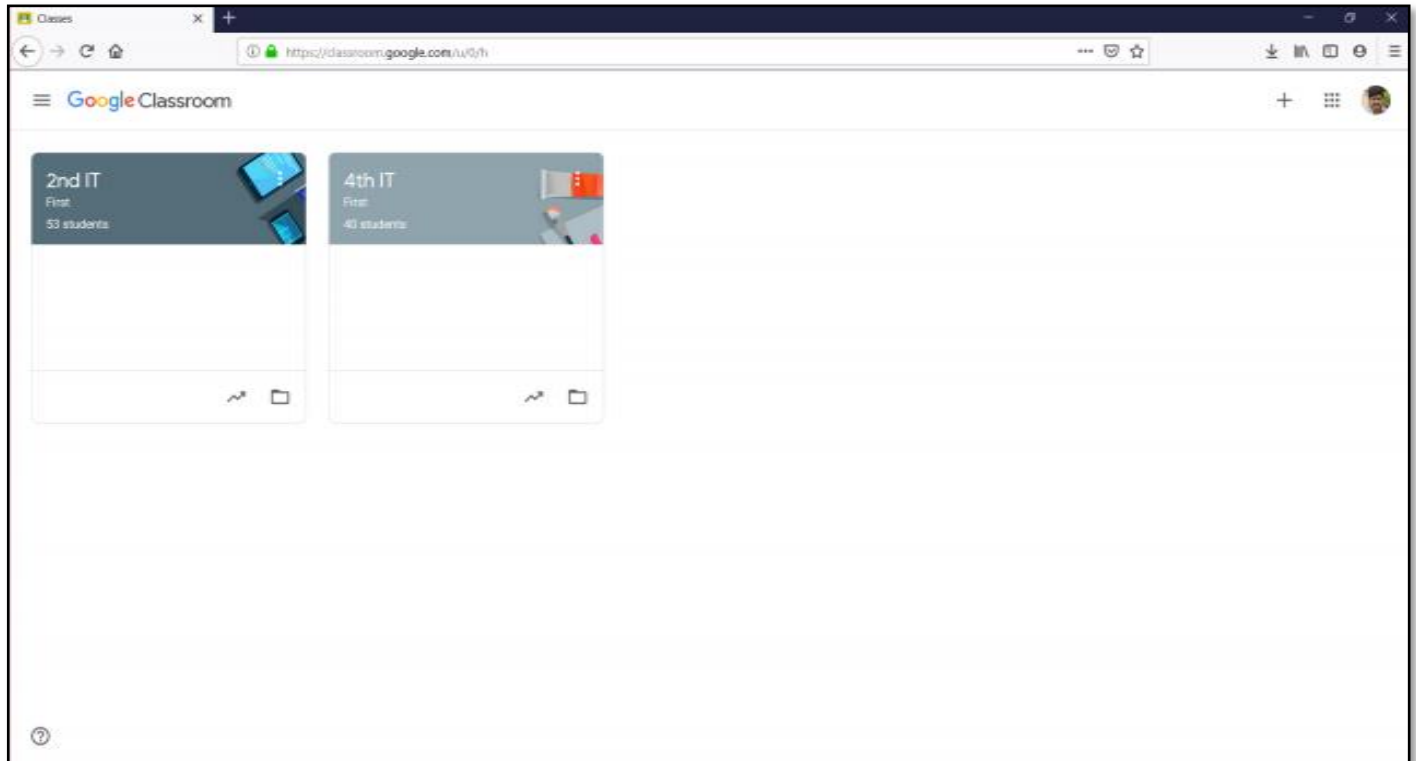 Classes
https://classroom.google.com/u/0/h
Google Classroom
2nd IT
First
53 students
4th IT
First
40 students